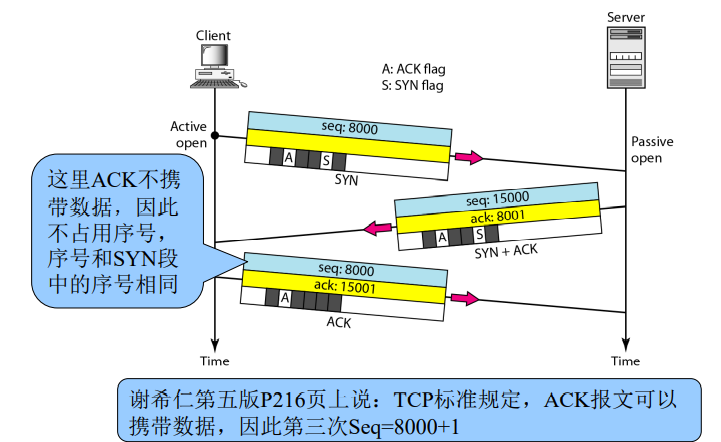 Client
Server
A: ACK flag
S: SYN flag
Active
open
Passive
open
seq: 8000
A
S
SYN
seq: 15000
ack: 8001
A
S
SYN + ACK
这里ACK不携
带数据，因此
不占用序号，
序号和SYN段
中的序号相同
seq: 8000
ack: 15001
A
ACK
Time
Time
谢希仁第五版P216页上说：TCP标准规定，ACK报文可以
携带数据，因此第三次Seq=8000+1